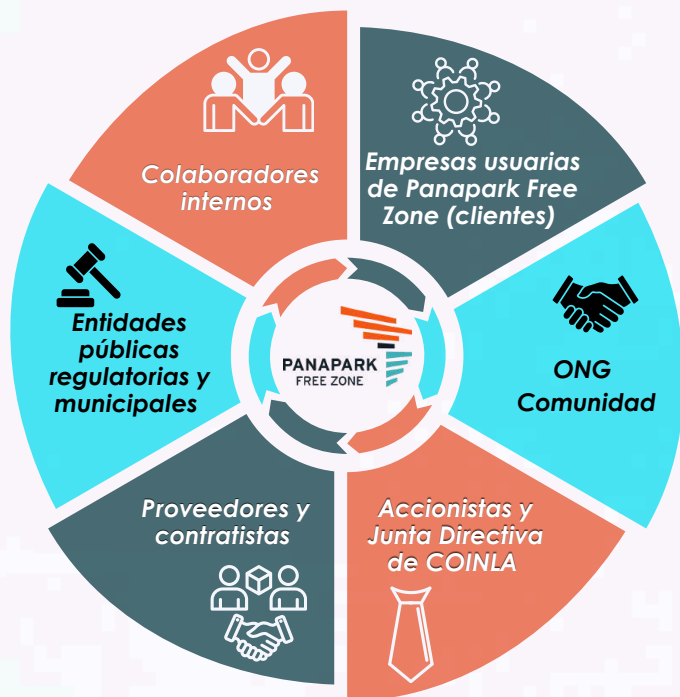 Colaboradores
internos
Empresas usuarias
de Panapark Free
Zone (clientes)
Entidades
públicas
regulatorias y
municipales
PANAPARK
FREE ZONE
ONG
Comunidad
Proveedores y
contratistas
Accionistas y
Junta Directiva
de COINLA